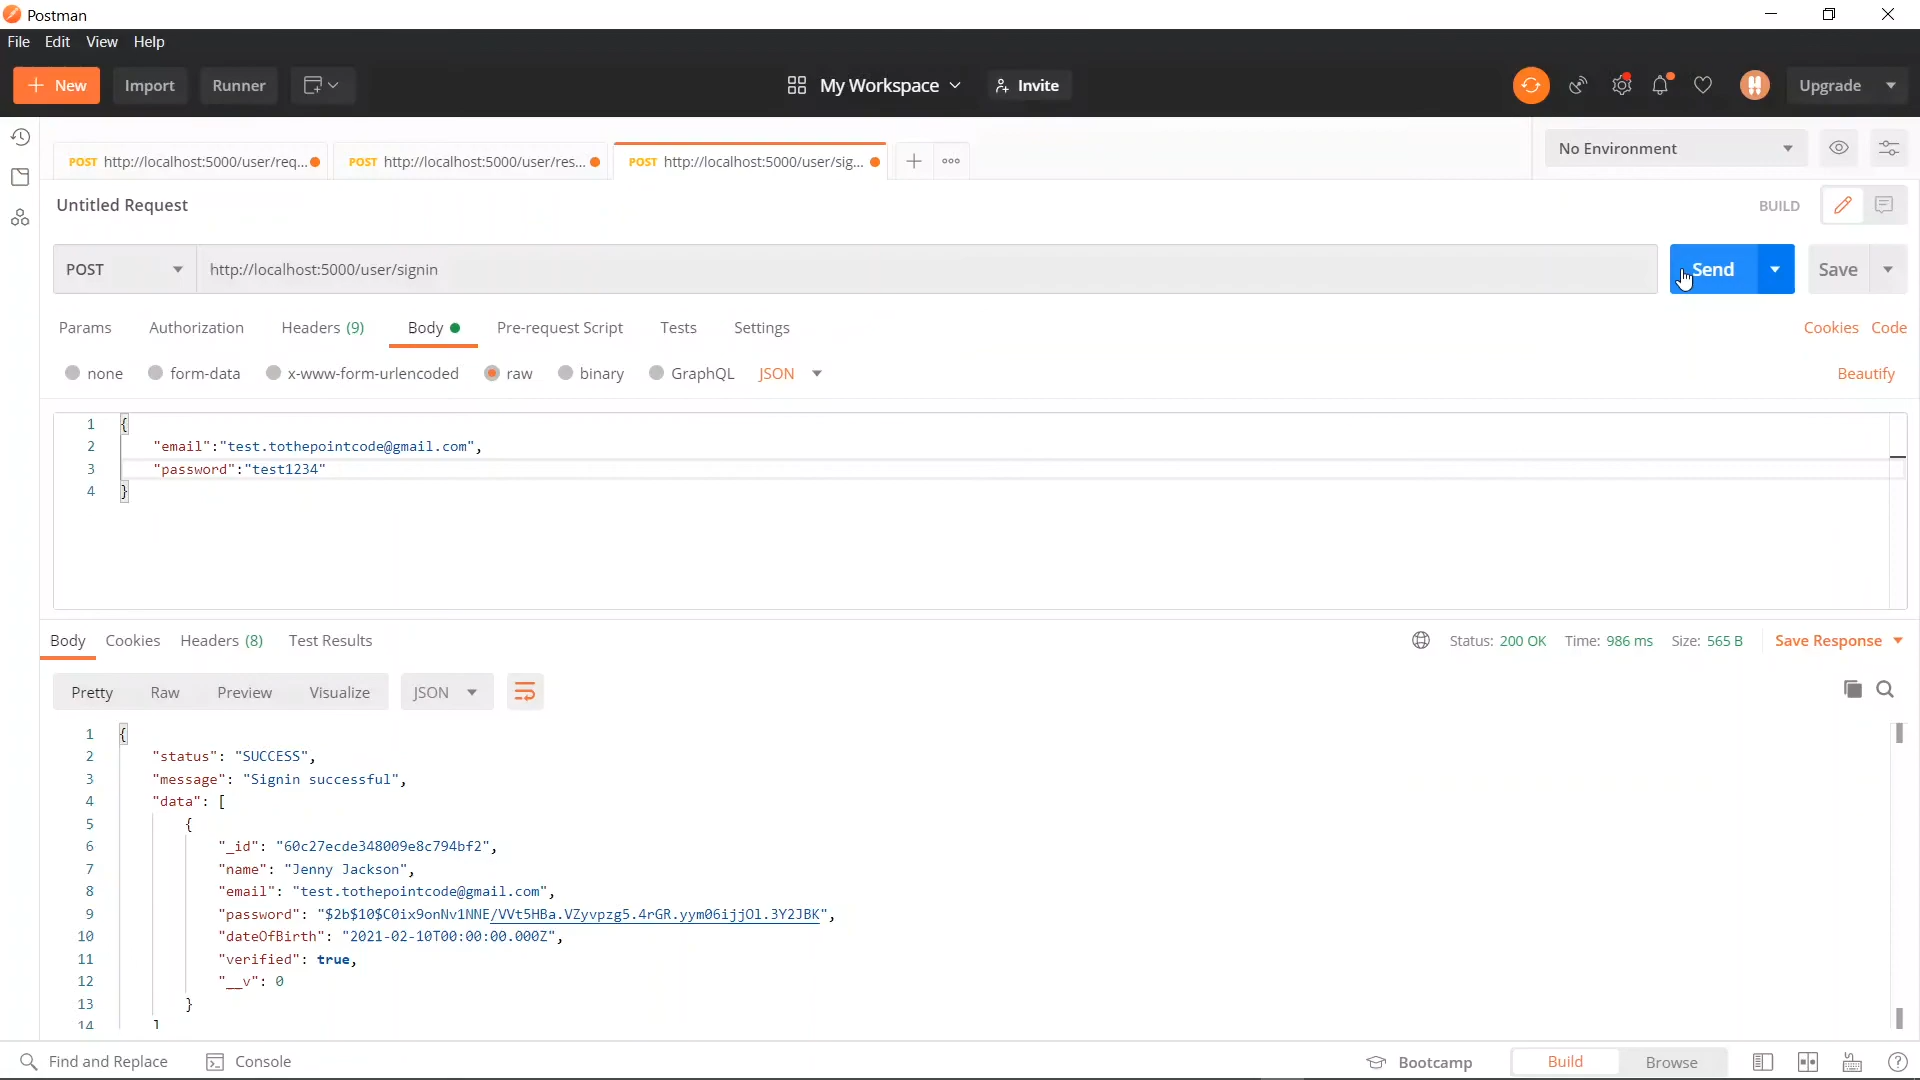 Postman
File Edit View Help
New Import Runner My Workspace Invite Upgrade
POST http://localhost:5000/user/req... POST http://localhost:5000/user/res... POST http://localhost:5000/user/sig... No Environment
Untitled Request BUILD
POST http://localhost:5000/user/signin Send Save
Params Authorization Headers (9) Body Pre-request Script Tests Settings Cookies Code
none form-data x-www-form-urlencoded raw binary GraphQL JSON Beautify
1 {
2 "email":"test.tothepointcode@gmail.com",
3 "password":"test1234"
4 }
Body Cookies Headers (8) Test Results Status: 200 OK Time: 986 ms Size: 565 B Save Response
Pretty Raw Preview Visualize JSON
1 {
2 "status": "SUCCESS",
3 "message": "Signin successful",
4 "data": [
5 {
6 "_id": "60c27ecde348009e8c794bf2",
7 "name": "Jenny Jackson",
8 "email": "test.tothepointcode@gmail.com",
9 "password": "$2b$10$C0ix9onNv1NNE/VVt5HBa.VZyvpzg5.4rGR.yym06ijjOl.3Y2JBK",
10 "dateOfBirth": "2021-02-10T00:00:00.000Z",
11 "verified": true,
12 "__v": 0
13 }
14 ]
Find and Replace Console Bootcamp Build Browse